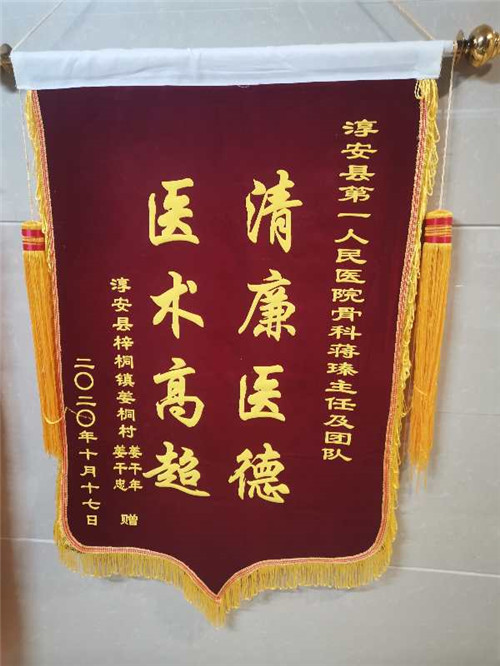 淳安县第一人民医院骨科蒋臻主任及团队
清廉医德
医术高超
淳安县梓桐镇姜桐村
姜干年
姜干忠
赠
二〇二〇年十月十七日